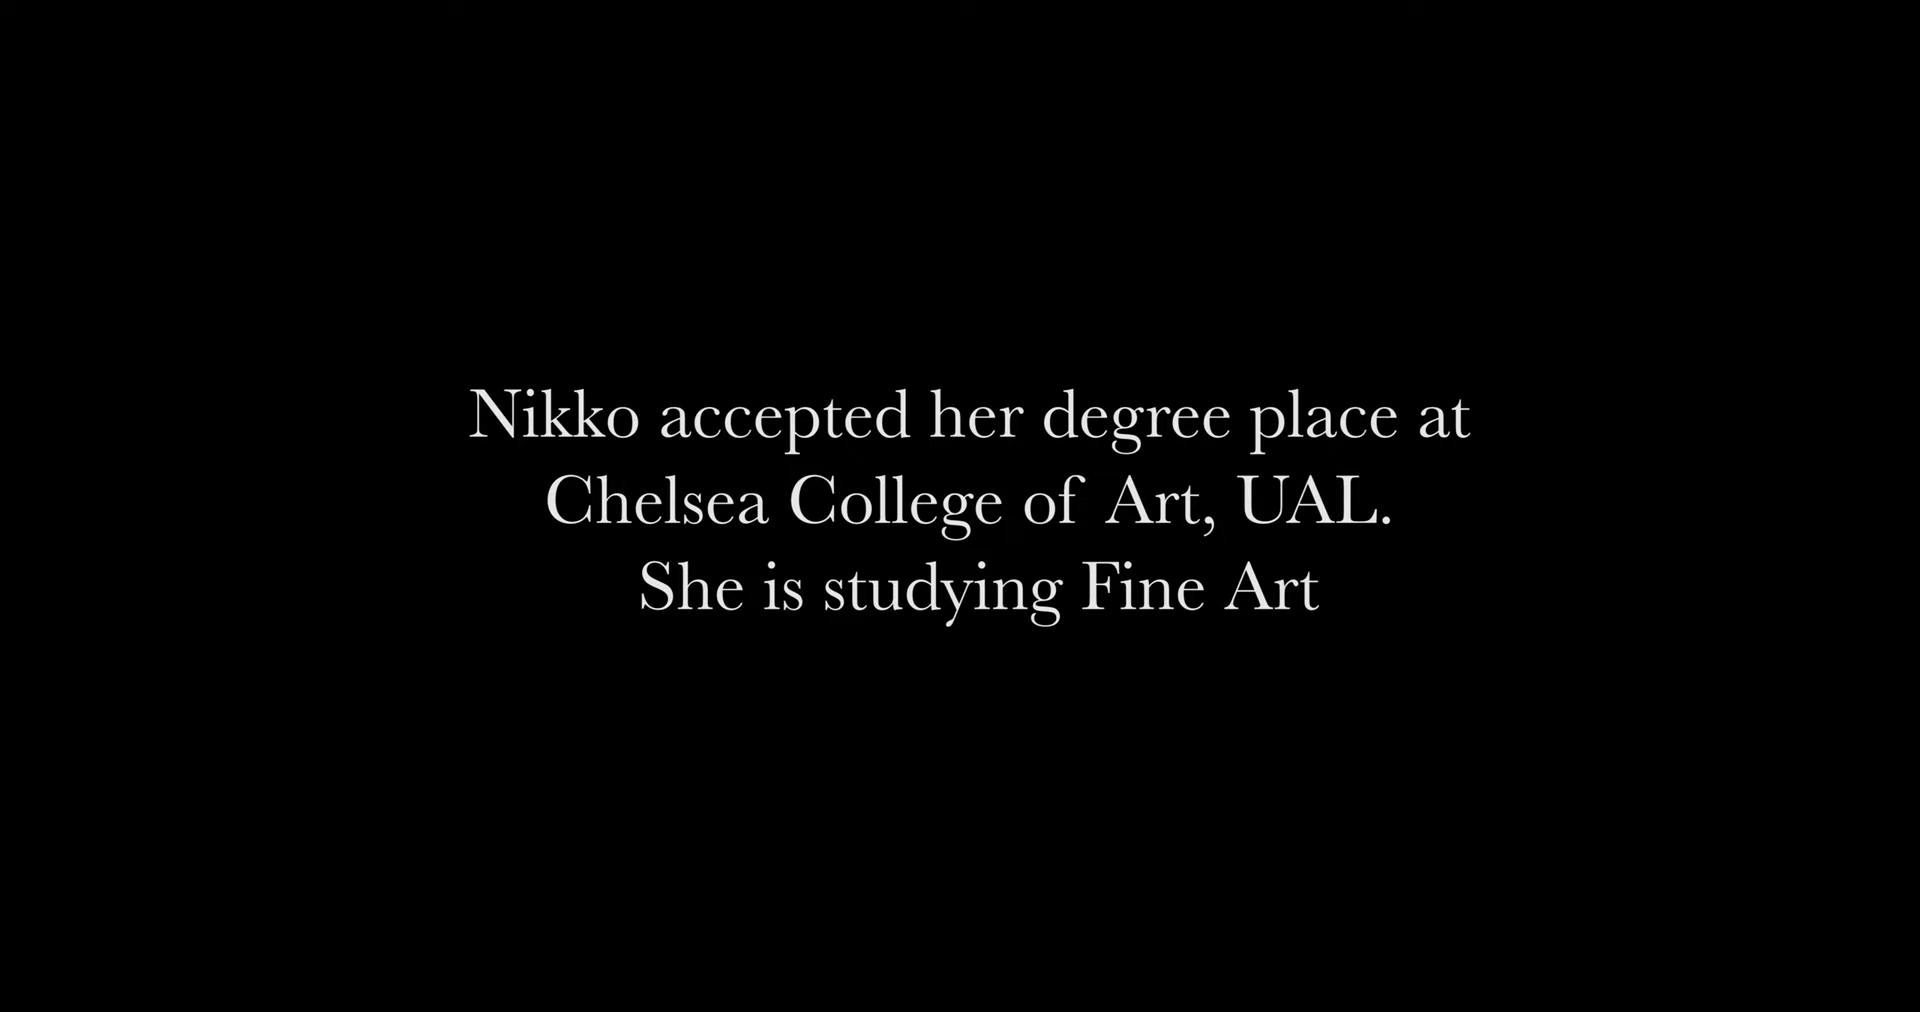 Nikko accepted her degree place at
Chelsea College of Art, UAL.
She is studying Fine Art